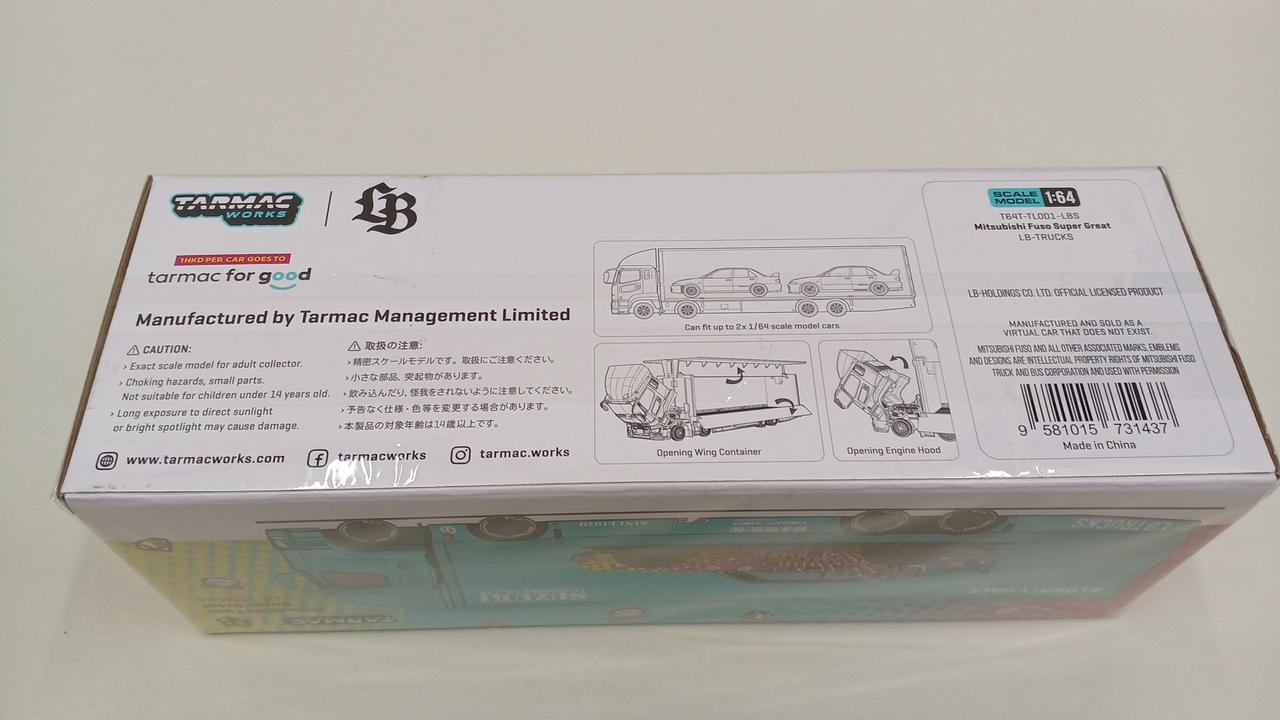 TARMAC
WORKS
LB
1HKD PER CAR GOES TO
tarmac for good
Manufactured by Tarmac Management Limited
CAUTION:
› Exact scale model for adult collector.
› Choking hazards, small parts.
Not suitable for children under 14 years old.
› Long exposure to direct sunlight
or bright spotlight may cause damage.
取扱の注意:
› 精密スケールモデルです。取扱にご注意ください。
› 小さな部品、突起物があります。
› 飲み込んだり、怪我をされないように注意してください。
› 予告なく仕様・色等を変更する場合があります。
› 本製品の対象年齢は14歳以上です。
www.tarmacworks.com
tarmacworks
tarmac.works
Can fit up to 2x 1/64 scale model cars
Opening Wing Container
Opening Engine Hood
SCALE
MODEL 1:64
T64T-TL001-LBS
Mitsubishi Fuso Super Great
LB-TRUCKS
LB-HOLDINGS CO. LTD. OFFICIAL LICENSED PRODUCT
MANUFACTURED AND SOLD AS A
VIRTUAL CAR THAT DOES NOT EXIST.
MITSUBISHI FUSO AND ALL OTHER ASSOCIATED MARKS, EMBLEMS
AND DESIGNS ARE INTELLECTUAL PROPERTY RIGHTS OF MITSUBISHI FUSO
TRUCK AND BUS CORPORATION AND USED WITH PERMISSION
9 581015 731437
Made in China
SINCE1920
LBTRUCKS
SUZUKI
#LIBERTYWALK
Mitsubishi Fuso
Super Great
LB TRUCKS
TARMAC